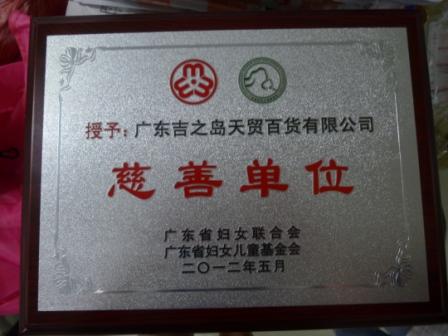 授予：广东吉之岛天贸百货有限公司
慈善单位
广东省妇女联合会
广东省妇女儿童基金会
二〇一二年五月